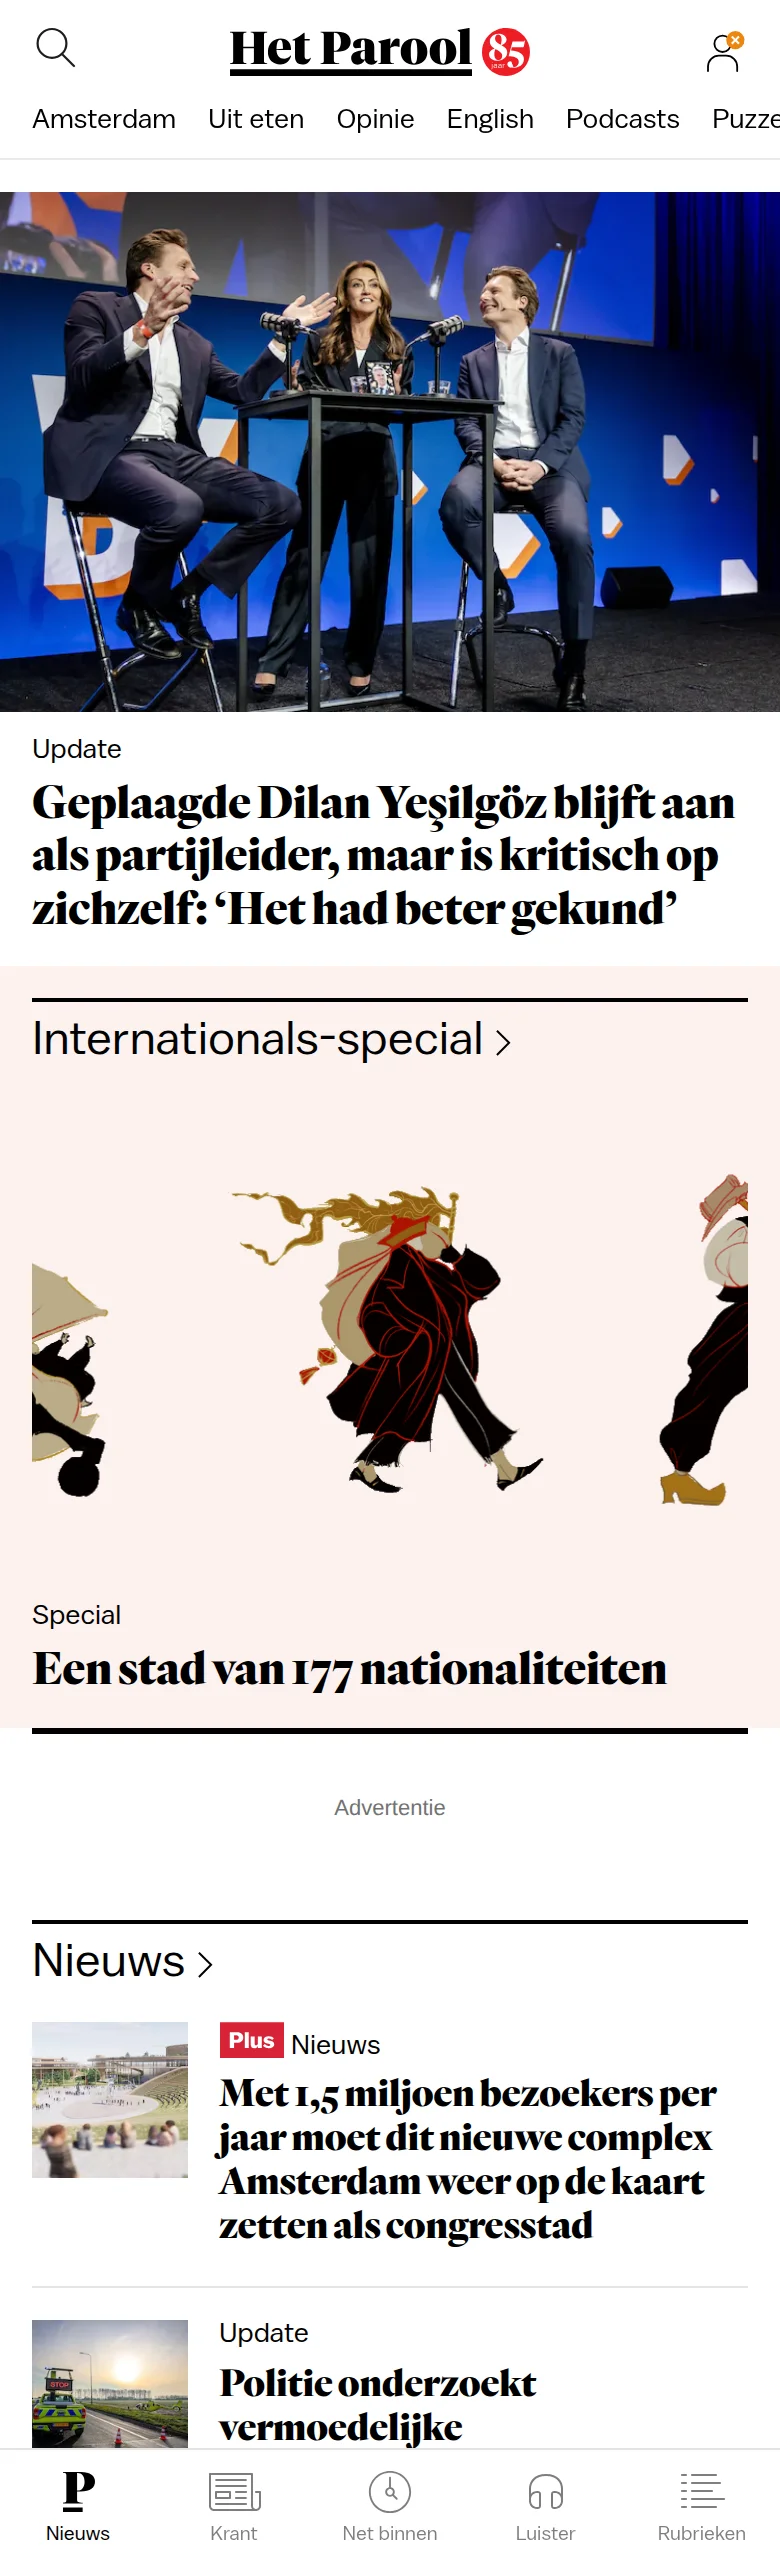 Het Parool 85 jaar
Amsterdam Uit eten Opinie English Podcasts Puzze
Update
Geplaagde Dilan Yeşilgöz blijft aan
als partijleider, maar is kritisch op
zichzelf: ‘Het had beter gekund’
Internationals-special
Special
Een stad van 177 nationaliteiten
Advertentie
Nieuws
Plus Nieuws
Met 1,5 miljoen bezoekers per
jaar moet dit nieuwe complex
Amsterdam weer op de kaart
zetten als congresstad
STOP
Update
Politie onderzoekt
vermoedelijke
P
Nieuws Krant Net binnen Luister Rubrieken